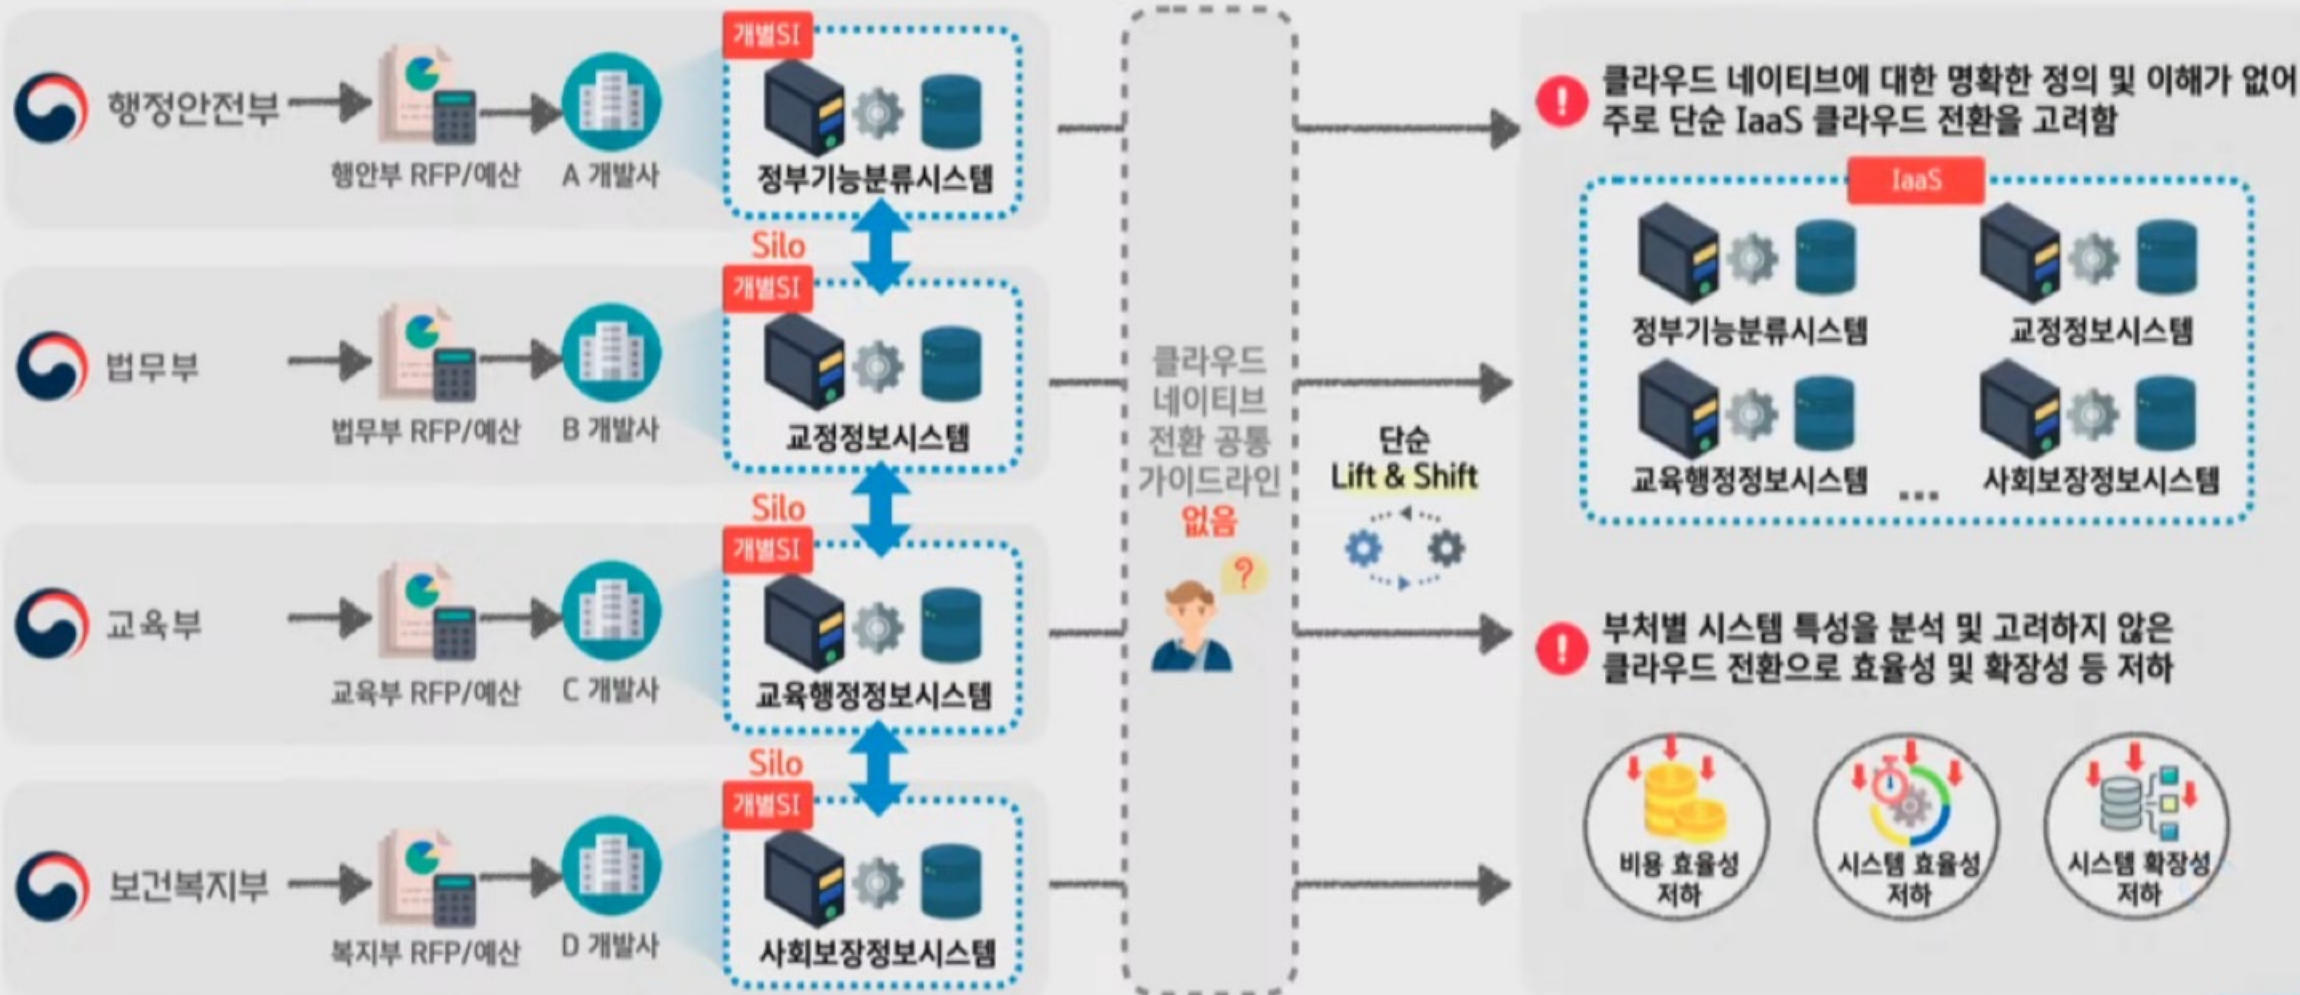 행정안전부
행안부 RFP/예산
A 개발사
개별SI
정부기능분류시스템
Silo
법무부
법무부 RFP/예산
B 개발사
개별SI
교정정보시스템
Silo
교육부
교육부 RFP/예산
C 개발사
개별SI
교육행정정보시스템
Silo
보건복지부
복지부 RFP/예산
D 개발사
개별SI
사회보장정보시스템
클라우드
네이티브
전환 공통
가이드라인
없음
?
단순
Lift & Shift
클라우드 네이티브에 대한 명확한 정의 및 이해가 없어
주로 단순 IaaS 클라우드 전환을 고려함
IaaS
정부기능분류시스템
교정정보시스템
교육행정정보시스템
...
사회보장정보시스템
부처별 시스템 특성을 분석 및 고려하지 않은
클라우드 전환으로 효율성 및 확장성 등 저하
비용 효율성
저하
시스템 효율성
저하
시스템 확장성
저하